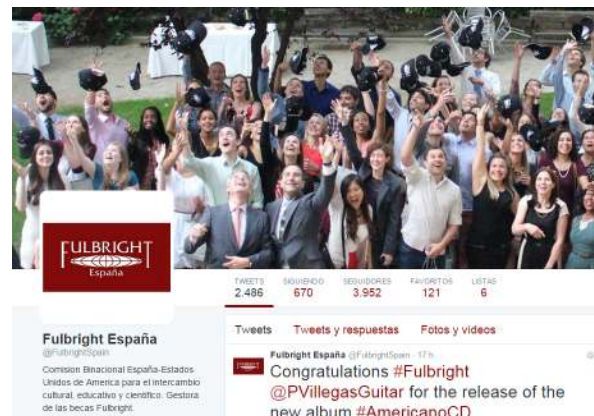 FULBRIGHT
España
TWEETS SIGUIENDO SEGUIDORES FAVORITOS LISTAS
2.486 670 3.952 121 6
Fulbright España
@FulbrightSpain
Comision Binacional España-Estados
Unidos de America para el intercambio
cultural, educativo y científico. Gestora
de las becas Fulbright.
Tweets Tweets y respuestas Fotos y videos
Fulbright España @FulbrightSpain · 17 h
Congratulations #Fulbright
@PVillegasGuitar for the release of the
new album #AmericanoCD